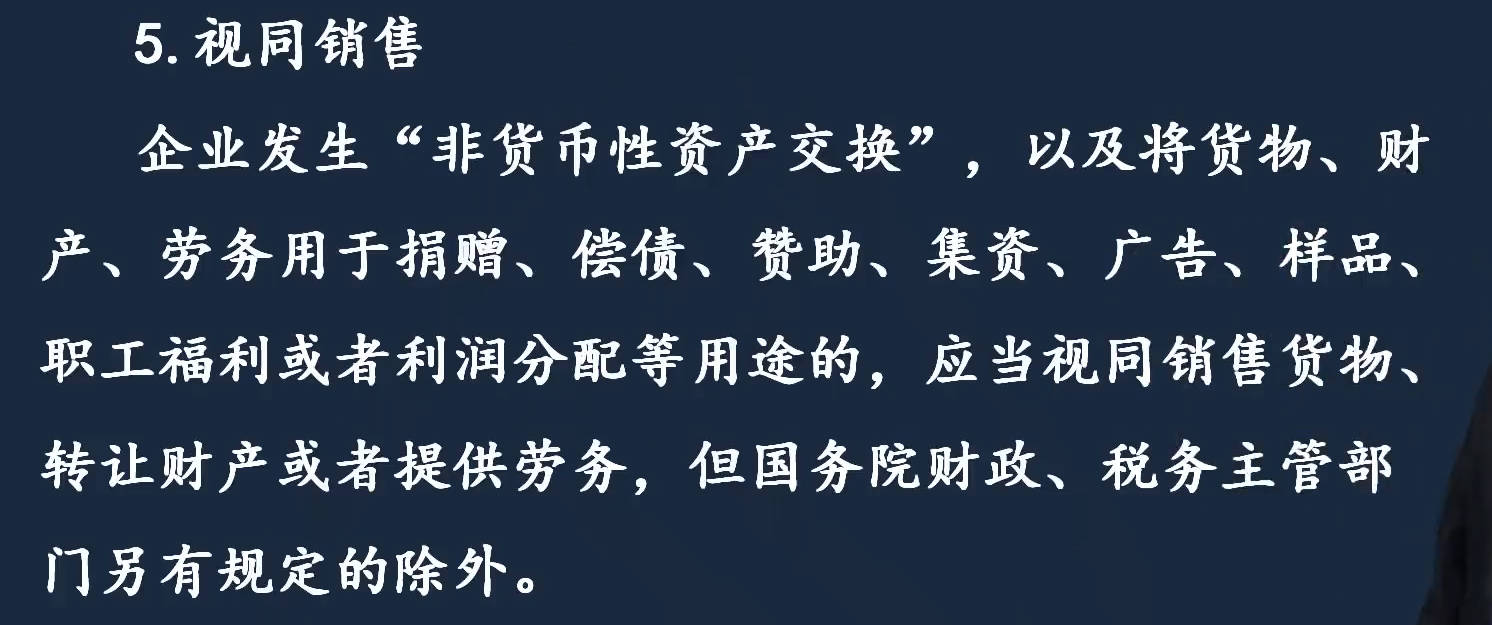 5.视同销售
企业发生“非货币性资产交换”，以及将货物、财
产、劳务用于捐赠、偿债、赞助、集资、广告、样品、
职工福利或者利润分配等用途的，应当视同销售货物、
转让财产或者提供劳务，但国务院财政、税务主管部
门另有规定的除外。